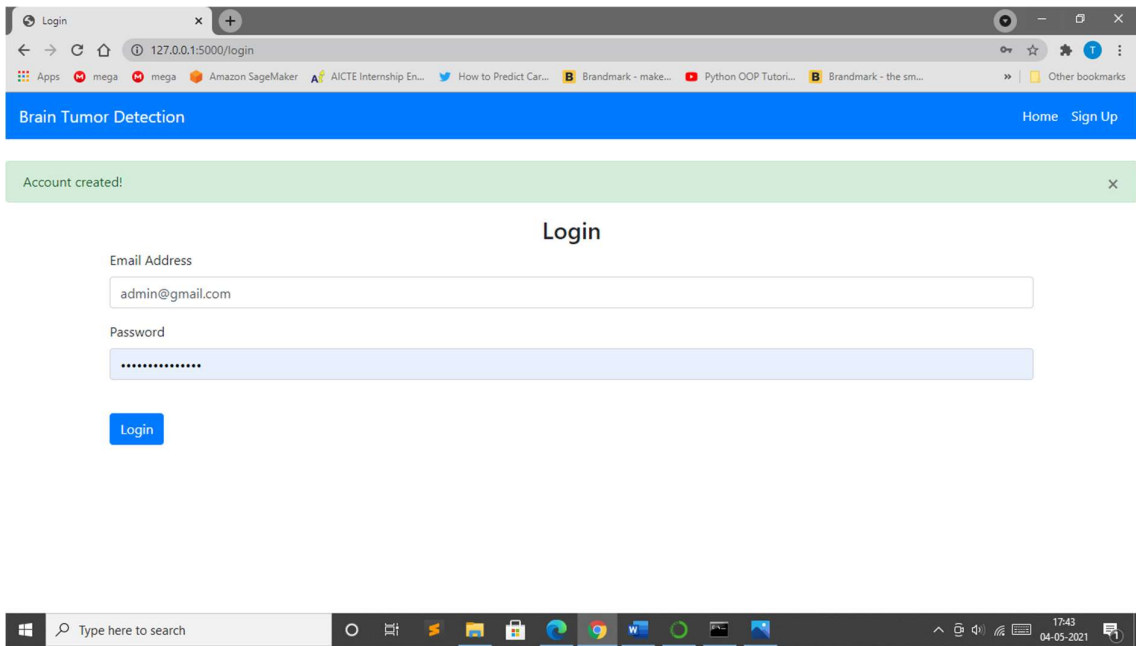 Login
127.0.0.1:5000/login
Apps mega mega Amazon SageMaker AICTE Internship En... How to Predict Car... Brandmark - make... Python OOP Tutori... Brandmark - the sm... » Other bookmarks
Brain Tumor Detection Home Sign Up
Account created! ×
Login
Email Address
admin@gmail.com
Password
•••••••••••••••
Login
Type here to search
17:43
04-05-2021